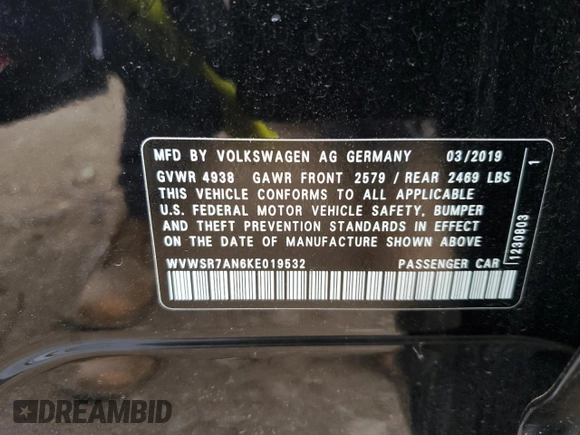 MFD BY VOLKSWAGEN AG GERMANY 03/2019
GVWR 4938 GAWR FRONT 2579 / REAR 2469 LBS
THIS VEHICLE CONFORMS TO ALL APPLICABLE
U.S. FEDERAL MOTOR VEHICLE SAFETY, BUMPER
AND THEFT PREVENTION STANDARDS IN EFFECT
ON THE DATE OF MANUFACTURE SHOWN ABOVE
WVWSR7AN6KE019532 PASSENGER CAR
1230803 1
DREAMBID